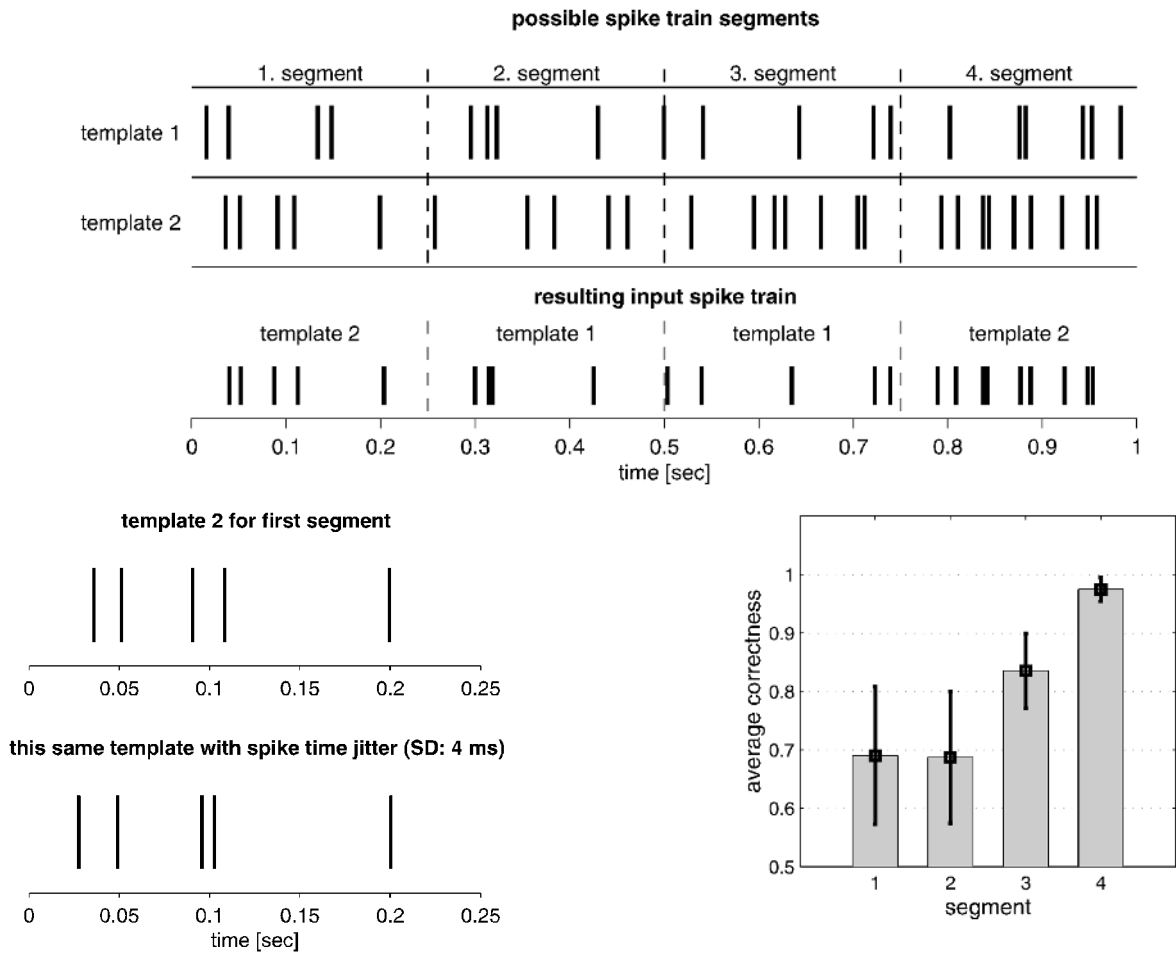 possible spike train segments
1. segment 2. segment 3. segment 4. segment
template 1
template 2
resulting input spike train
template 2 template 1 template 1 template 2
0 0.1 0.2 0.3 0.4 0.5 0.6 0.7 0.8 0.9 1
time [sec]
template 2 for first segment
0 0.05 0.1 0.15 0.2 0.25
this same template with spike time jitter (SD: 4 ms)
0 0.05 0.1 0.15 0.2 0.25
time [sec]
average correctness
1
0.9
0.8
0.7
0.6
0.5
1 2 3 4
segment